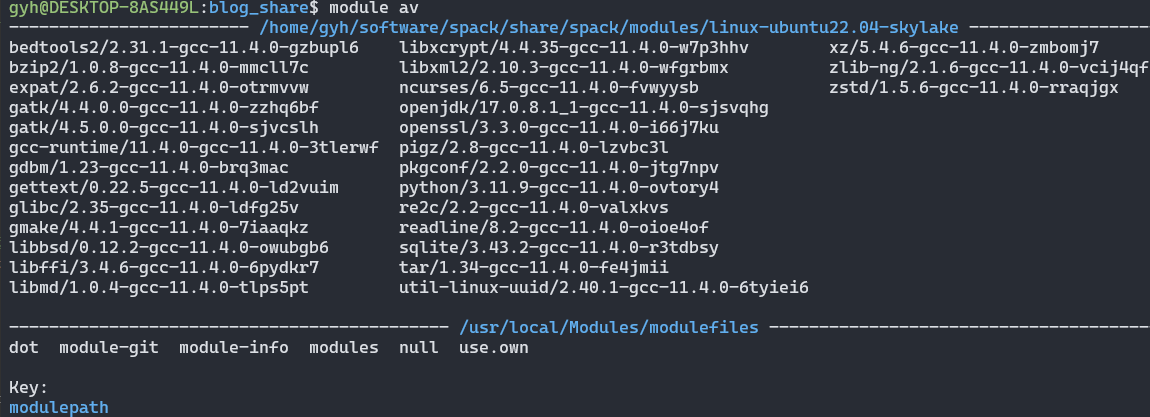 gyh@DESKTOP-8AS449L:blog_share$ module av
------------------------ /home/gyh/software/spack/share/spack/modules/linux-ubuntu22.04-skylake ------------------
bedtools2/2.31.1-gcc-11.4.0-gzbupl6    libxcrypt/4.4.35-gcc-11.4.0-w7p3hhv        xz/5.4.6-gcc-11.4.0-zmbomj7
bzip2/1.0.8-gcc-11.4.0-mmcll7c         libxml2/2.10.3-gcc-11.4.0-wfgrbmx          zlib-ng/2.1.6-gcc-11.4.0-vcij4qf
expat/2.6.2-gcc-11.4.0-otrmvvw         ncurses/6.5-gcc-11.4.0-fvwyysb             zstd/1.5.6-gcc-11.4.0-rraqjgx
gatk/4.4.0.0-gcc-11.4.0-zzhq6bf        openjdk/17.0.8.1_1-gcc-11.4.0-sjsvqhg
gatk/4.5.0.0-gcc-11.4.0-sjvcslh        openssl/3.3.0-gcc-11.4.0-i66j7ku
gcc-runtime/11.4.0-gcc-11.4.0-3tlerwf  pigz/2.8-gcc-11.4.0-lzvbc3l
gdbm/1.23-gcc-11.4.0-brq3mac           pkgconf/2.2.0-gcc-11.4.0-jtg7npv
gettext/0.22.5-gcc-11.4.0-ld2vuim      python/3.11.9-gcc-11.4.0-ovtory4
glibc/2.35-gcc-11.4.0-ldfg25v          re2c/2.2-gcc-11.4.0-valxkvs
gmake/4.4.1-gcc-11.4.0-7iaaqkz         readline/8.2-gcc-11.4.0-oioe4of
libbsd/0.12.2-gcc-11.4.0-owubgb6       sqlite/3.43.2-gcc-11.4.0-r3tdbsy
libffi/3.4.6-gcc-11.4.0-6pydkr7        tar/1.34-gcc-11.4.0-fe4jmii
libmd/1.0.4-gcc-11.4.0-tlps5pt         util-linux-uuid/2.40.1-gcc-11.4.0-6tyiei6
-------------------------------------------- /usr/local/Modules/modulefiles --------------------------------------
dot  module-git  module-info  modules  null  use.own
Key:
modulepath